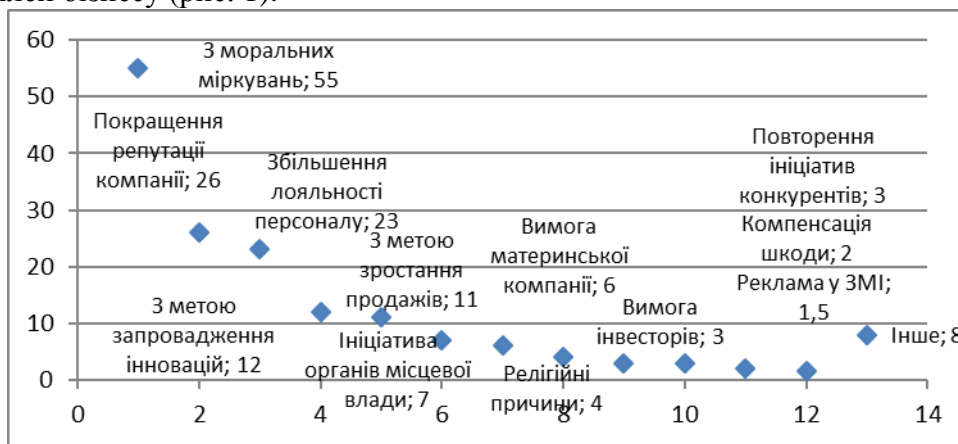 бізнесу (рис. 1).
60
50
40
30
20
10
0
0
2
4
6
8
10
12
14
З моральних
міркувань; 55
Покращення
репутації
компанії; 26
Збільшення
лояльності
персоналу; 23
З метою
запровадження
інновацій; 12
З метою
зростання
продажів; 11
Ініціатива
органів місцевої
влади; 7
Вимога
материнської
компанії; 6
Релігійні
причини; 4
Вимога
інвесторів; 3
Повторення
ініціатив
конкурентів; 3
Компенсація
шкоди; 2
Реклама у ЗМІ;
1,5
Інше; 8